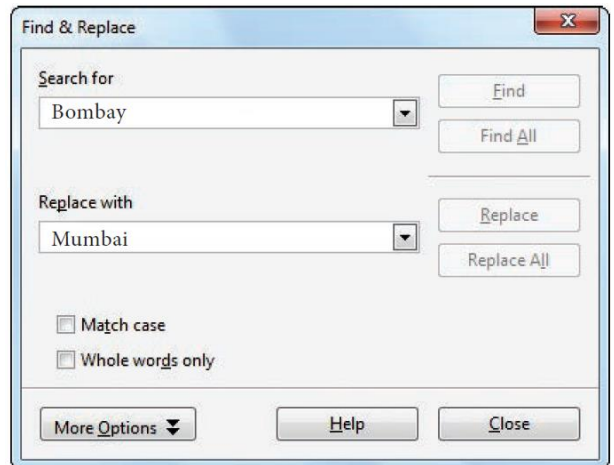 Find & Replace
Search for
Bombay
Find
Find All
Replace with
Mumbai
Replace
Replace All
Match case
Whole words only
More Options
Help
Close